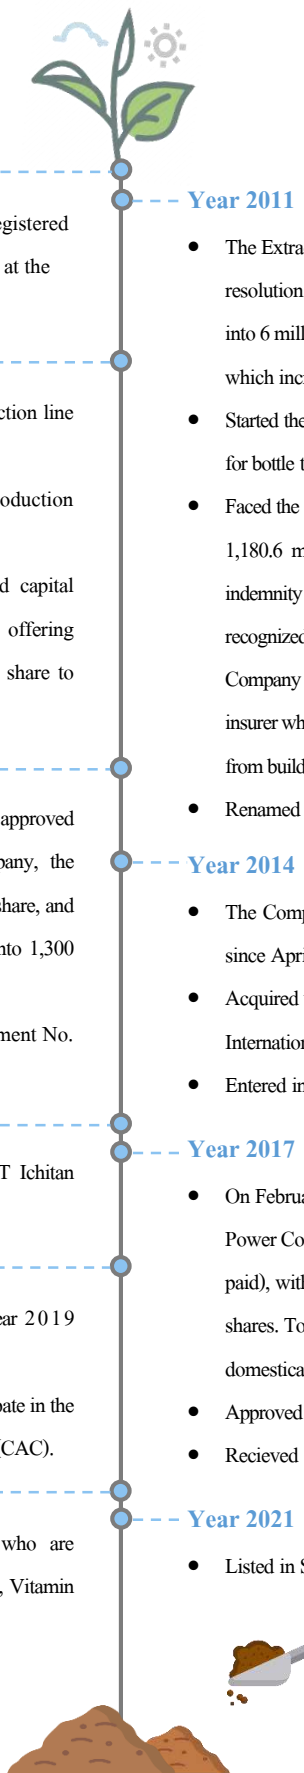 egistered
at the
ction line
oduction
d capital
offering
share to
approved
pany, the
share, and
nto 1,300
ment No.
T Ichitan
ear 2019
pate in the
(CAC).
who are
, Vitamin
Year 2011
• The Extra
resolution
into 6 mill
which inc
• Started the
for bottle t
• Faced the
1,180.6 m
indemnity
recognized
Company
insurer wh
from build
• Renamed
Year 2014
• The Comp
since Apri
• Acquired
Internation
• Entered in
Year 2017
• On Februa
Power Co
paid), with
shares. To
domestica
• Approved
• Recieved
Year 2021
• Listed in S